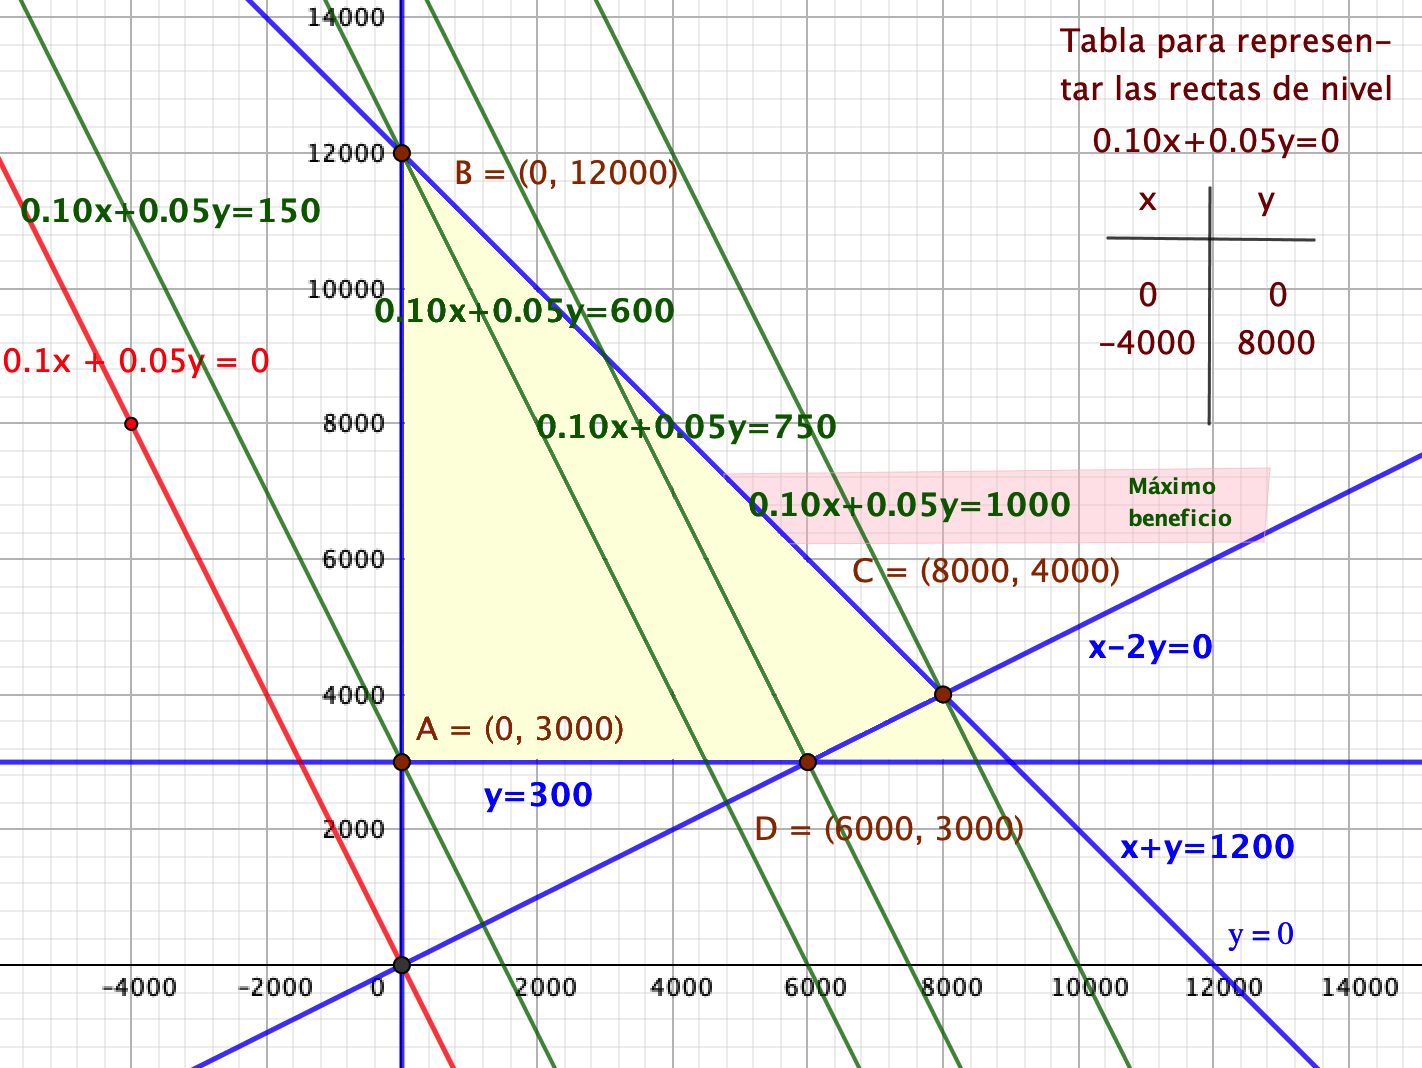 14000
Tabla para represen-
tar las rectas de nivel
0.10x+0.05y=0
x y
0 0
-4000 8000
12000
B = (0, 12000)
0.10x+0.05y=150
10000
0.10x+0.05y=600
0.1x + 0.05y = 0
8000
0.10x+0.05y=750
0.10x+0.05y=1000
Máximo
beneficio
6000
C = (8000, 4000)
x-2y=0
4000
A = (0, 3000)
y=300
2000
D = (6000, 3000)
x+y=1200
y = 0
-4000 -2000 0 2000 4000 6000 8000 10000 12000 14000